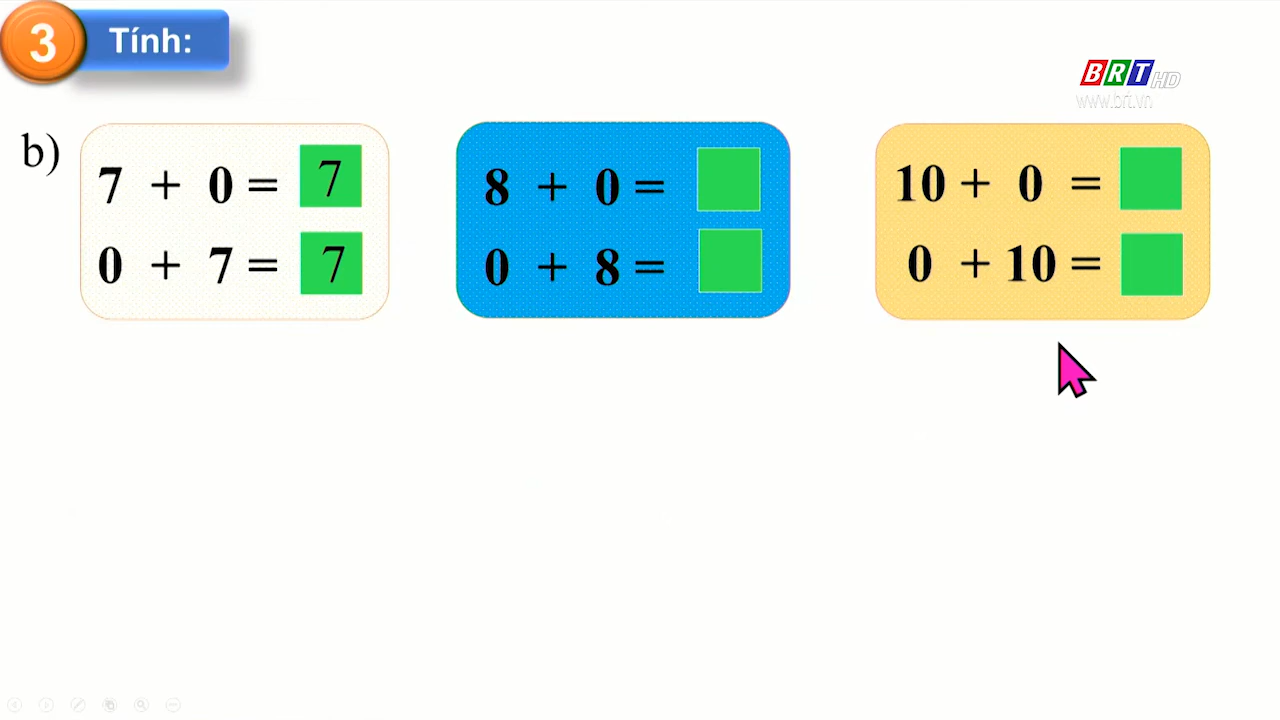 3 Tính:
BRT HD
www.brt.vn
b)
7 + 0 = 7
0 + 7 = 7
8 + 0 =
0 + 8 =
10 + 0 =
0 + 10 =